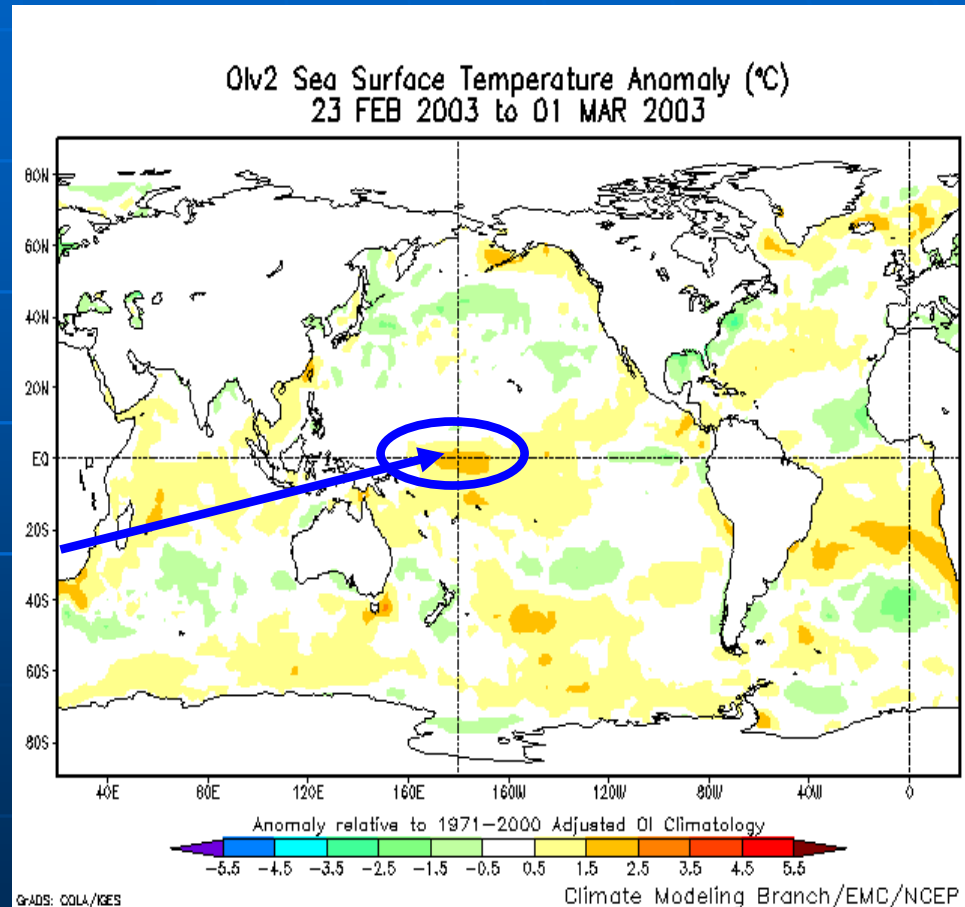 OIv2 Sea Surface Temperature Anomaly (°C)
23 FEB 2003 to 01 MAR 2003
80N
60N
40N
20N
EQ
20S
40S
60S
80S
40E 80E 120E 160E 160W 120W 80W 40W 0
Anomaly relative to 1971-2000 Adjusted OI Climatology
-5.5 -4.5 -3.5 -2.5 -1.5 -0.5 0.5 1.5 2.5 3.5 4.5 5.5
GrADS: COLA/IGES Climate Modeling Branch/EMC/NCEP